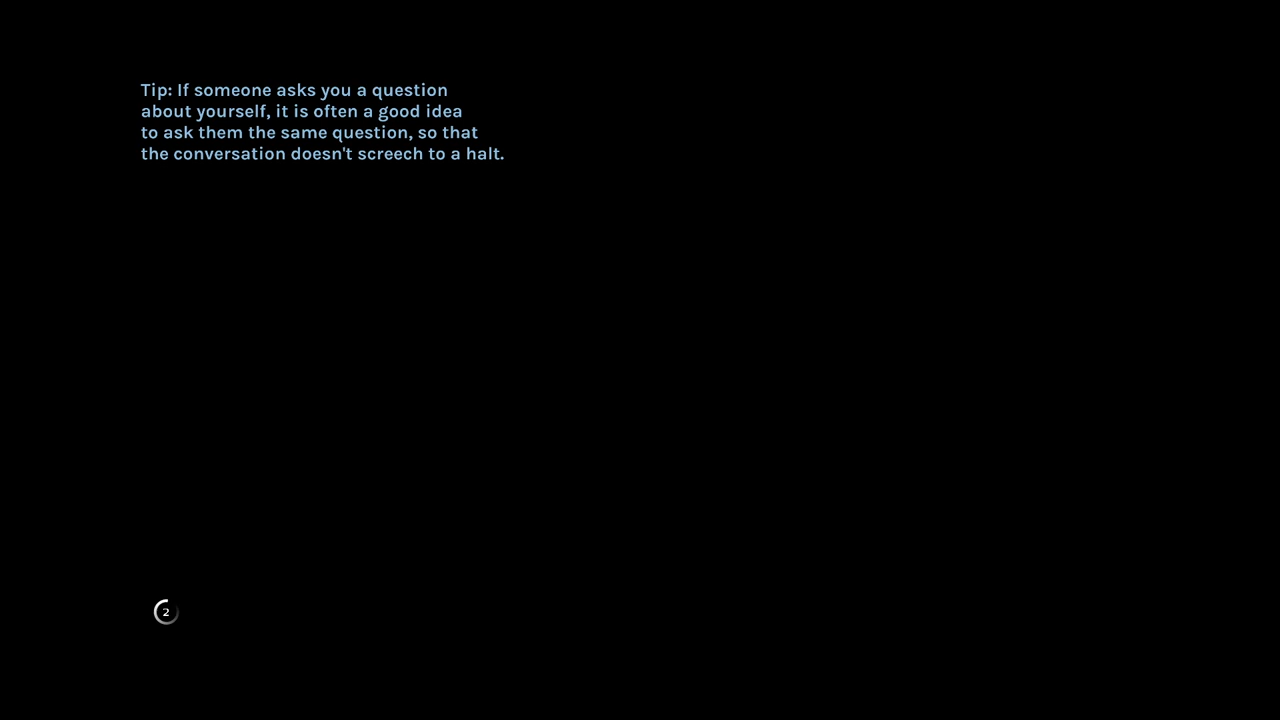 Tip: If someone asks you a question
about yourself, it is often a good idea
to ask them the same question, so that
the conversation doesn't screech to a halt.
2